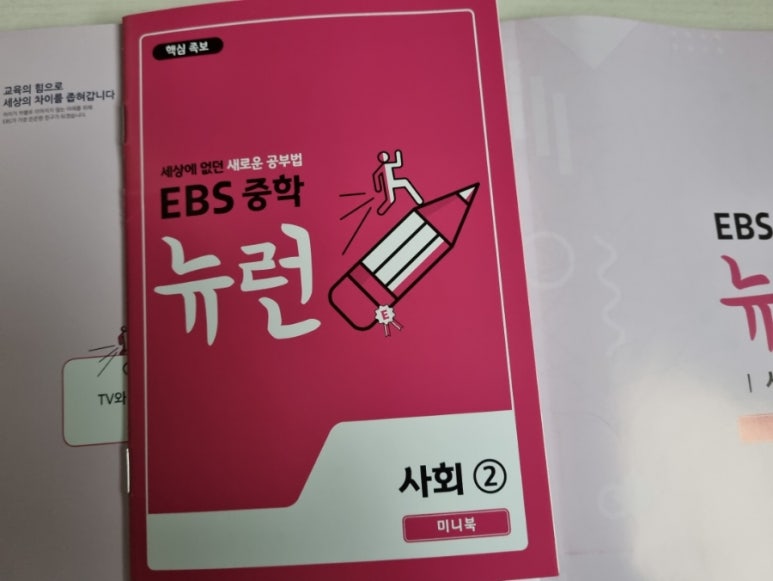 교육의 힘으로
세상의 차이를 좁혀갑니다
TV와
핵심 족보
세상에 없던 새로운 공부법
EBS 중학
뉴런
E
사회 ②
미니북
EBS
뉴